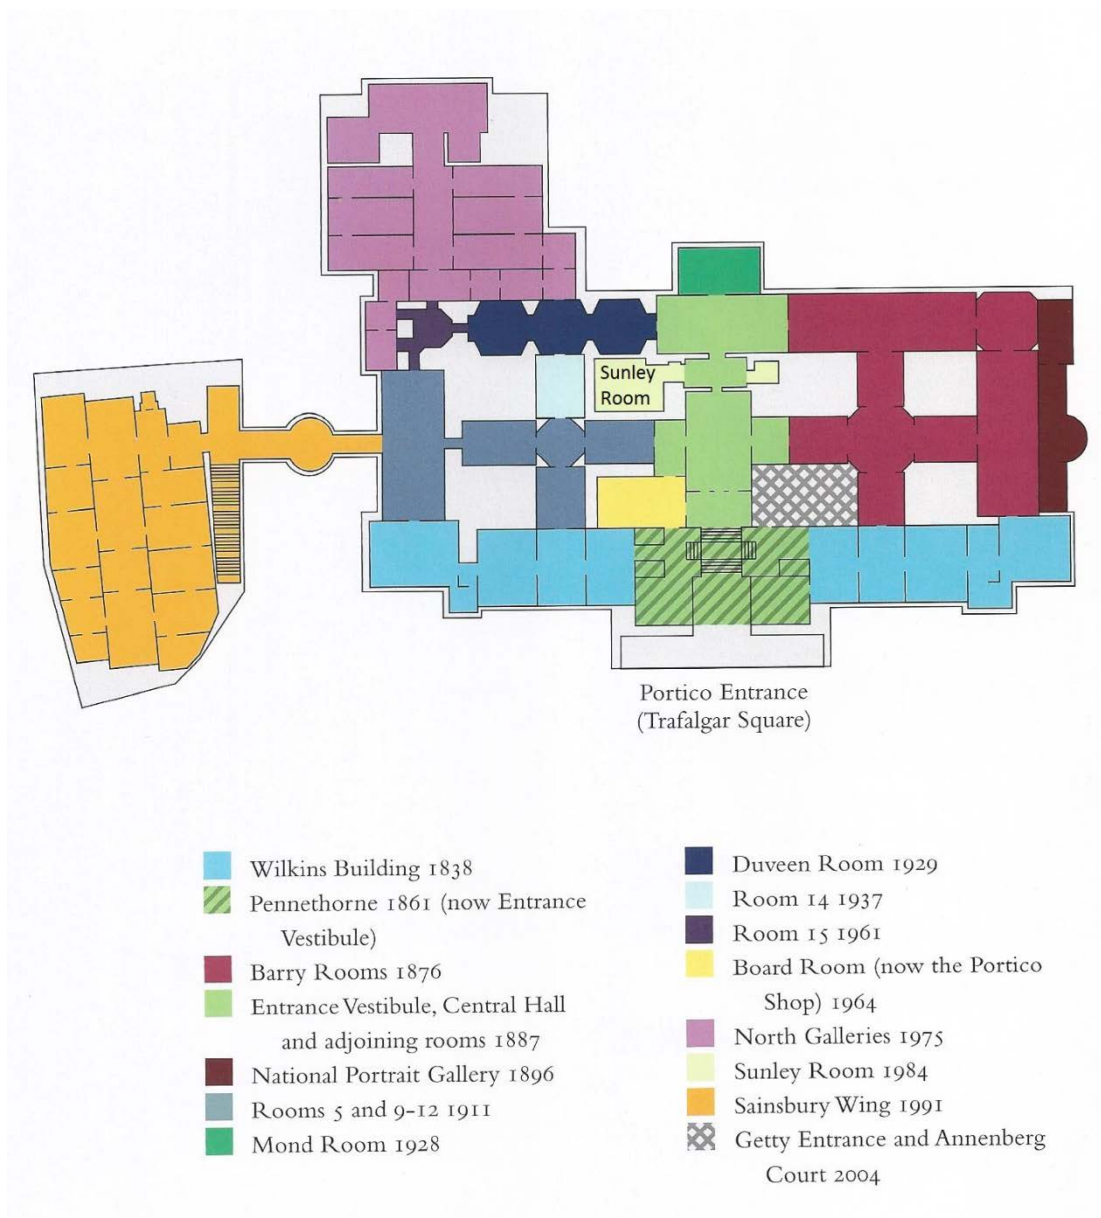 Sunley
Room
Portico Entrance
(Trafalgar Square)
Wilkins Building 1838
Pennethorne 1861 (now Entrance
Vestibule)
Barry Rooms 1876
Entrance Vestibule, Central Hall
and adjoining rooms 1887
National Portrait Gallery 1896
Rooms 5 and 9-12 1911
Mond Room 1928
Duveen Room 1929
Room 14 1937
Room 15 1961
Board Room (now the Portico
Shop) 1964
North Galleries 1975
Sunley Room 1984
Sainsbury Wing 1991
Getty Entrance and Annenberg
Court 2004